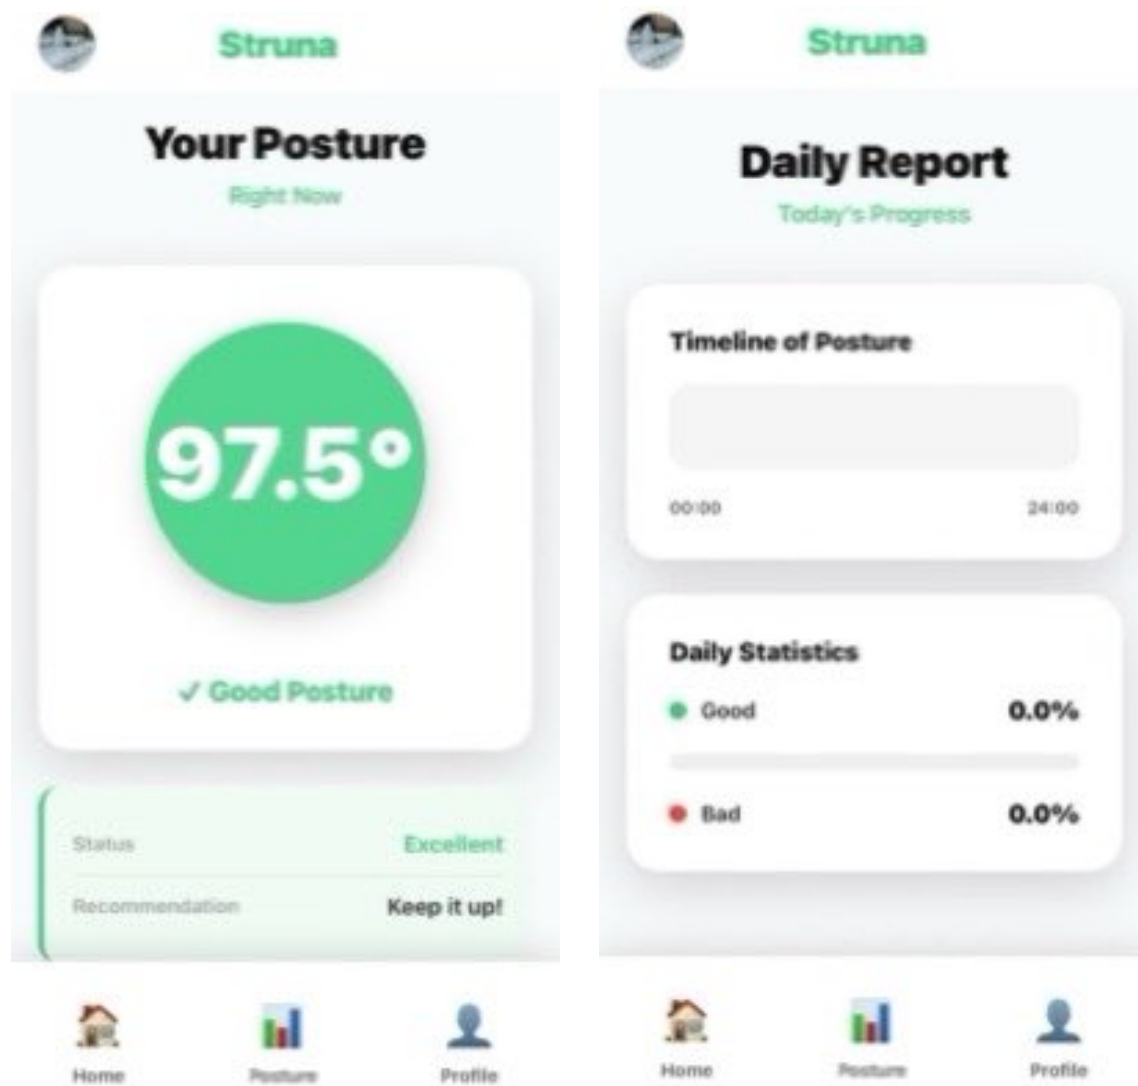 Struna
Your Posture
Right Now
97.5°
✓ Good Posture
Status Excellent
Recommendation Keep it up!
Home Posture Profile
Struna
Daily Report
Today's Progress
Timeline of Posture
00:00 24:00
Daily Statistics
Good 0.0%
Bad 0.0%
Home Posture Profile